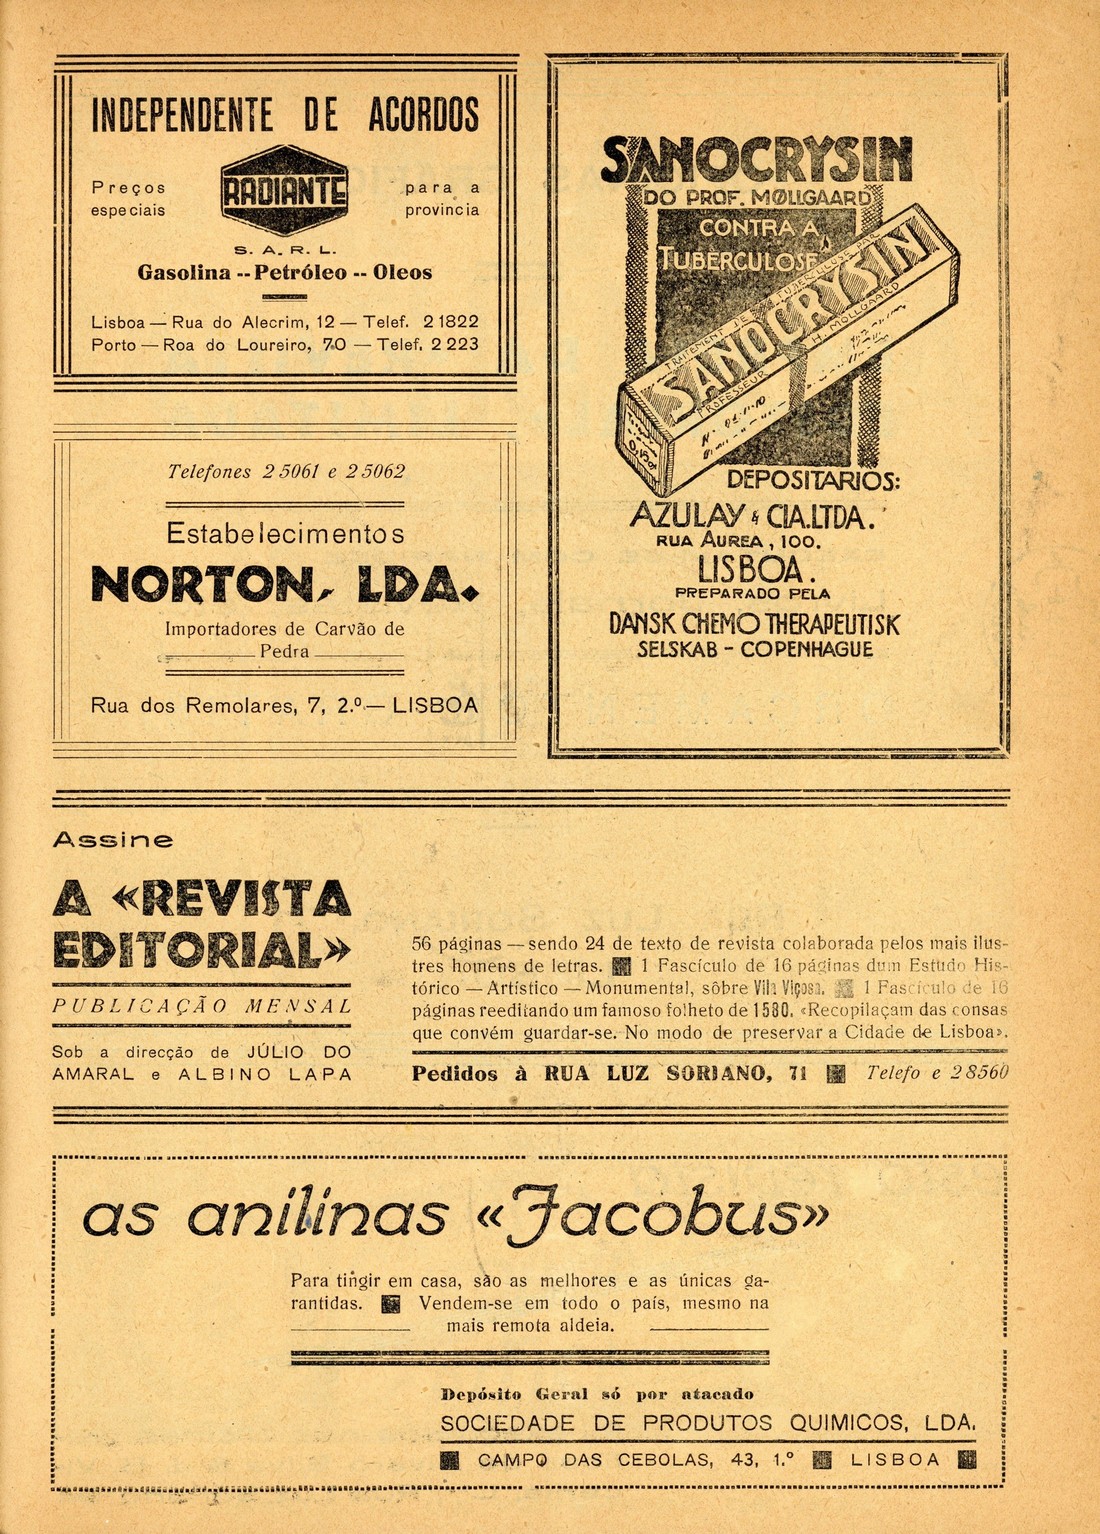 INDEPENDENTE DE ACORDOS
Preços
especiais
RADIANTE
para a
provincia
S. A. R. L.
Gasolina -- Petróleo -- Oleos
Lisboa — Rua do Alecrim, 12 — Telef. 2 1822
Porto — Roa do Loureiro, 70 — Telef. 2 223
Telefones 2 5061 e 2 5062
Estabelecimentos
NORTON, LDA.
Importadores de Carvão de
Pedra
Rua dos Remolares, 7, 2.º — LISBOA
SANOCRYSIN
DO PROF. MØLLGAARD
CONTRA A
TUBERCULOSE
TRAITEMENT DE LA TUBERCULOSE PAR
SANOCRYSIN
PROFESSEUR H. MOLLGAARD
DEPOSITARIOS:
AZULAY & CIA. LTDA.
RUA AUREA, 100.
LISBOA.
PREPARADO PELA
DANSK CHEMO THERAPEUTISK
SELSKAB - COPENHAGUE
Assine
A «REVISTA
EDITORIAL»
PUBLICAÇÃO MENSAL
Sob a direcção de JÚLIO DO
AMARAL e ALBINO LAPA
56 páginas — sendo 24 de texto de revista colaborada pelos mais ilus-
tres homens de letras. 1 Fascículo de 16 páginas dum Estudo His-
tórico — Artístico — Monumental, sôbre Vila Viçosa. 1 Fascículo de 16
páginas reeditando um famoso folheto de 1580. «Recopilaçam das consas
que convém guardar-se. No modo de preservar a Cidade de Lisboa».
Pedidos à RUA LUZ SORIANO, 71 Telefo e 2 8560
as anilinas «Jacobus»
Para tingir em casa, são as melhores e as únicas ga-
rantidas. Vendem-se em todo o país, mesmo na
mais remota aldeia.
Depósito Geral só por atacado
SOCIEDADE DE PRODUTOS QUIMICOS, LDA.
CAMPO DAS CEBOLAS, 43, 1.º LISBOA